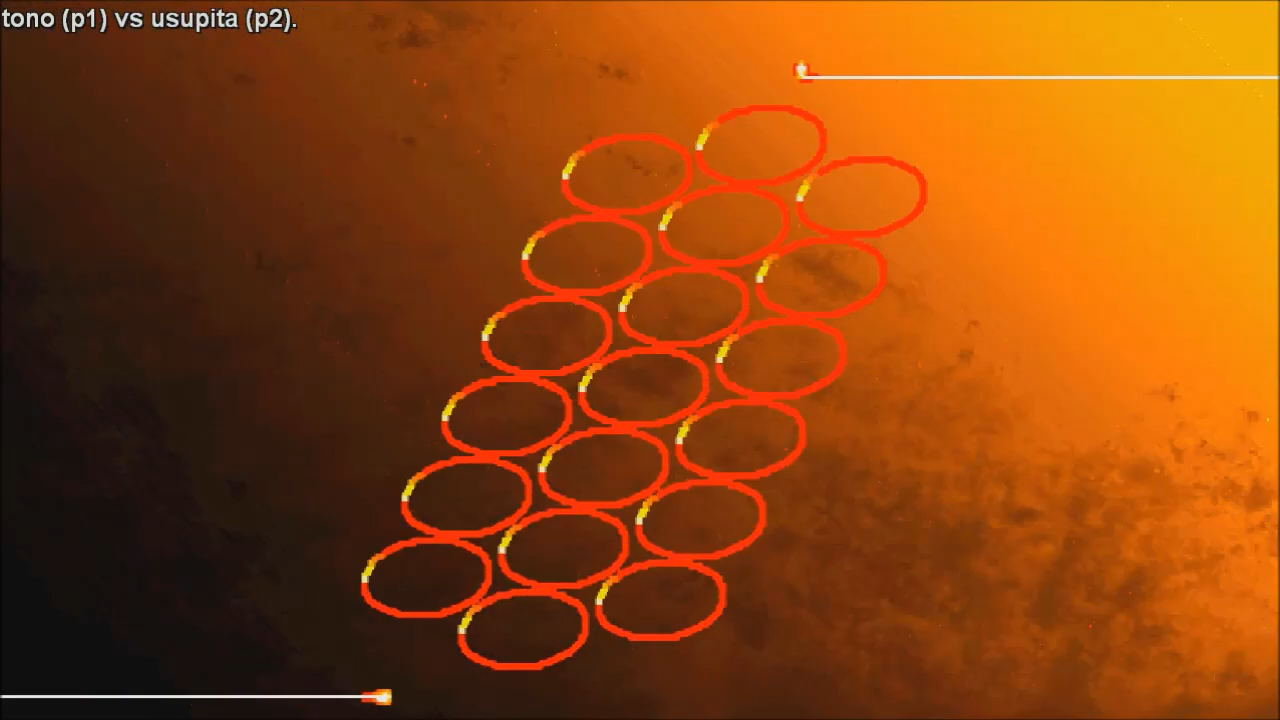 tono (p1) vs usupita (p2).